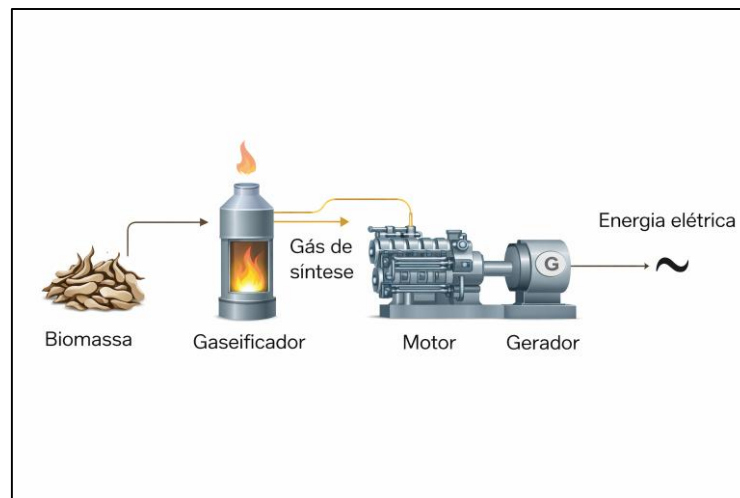 Biomassa
Gaseificador
Gás de
síntese
Motor
G
Gerador
Energia elétrica
~